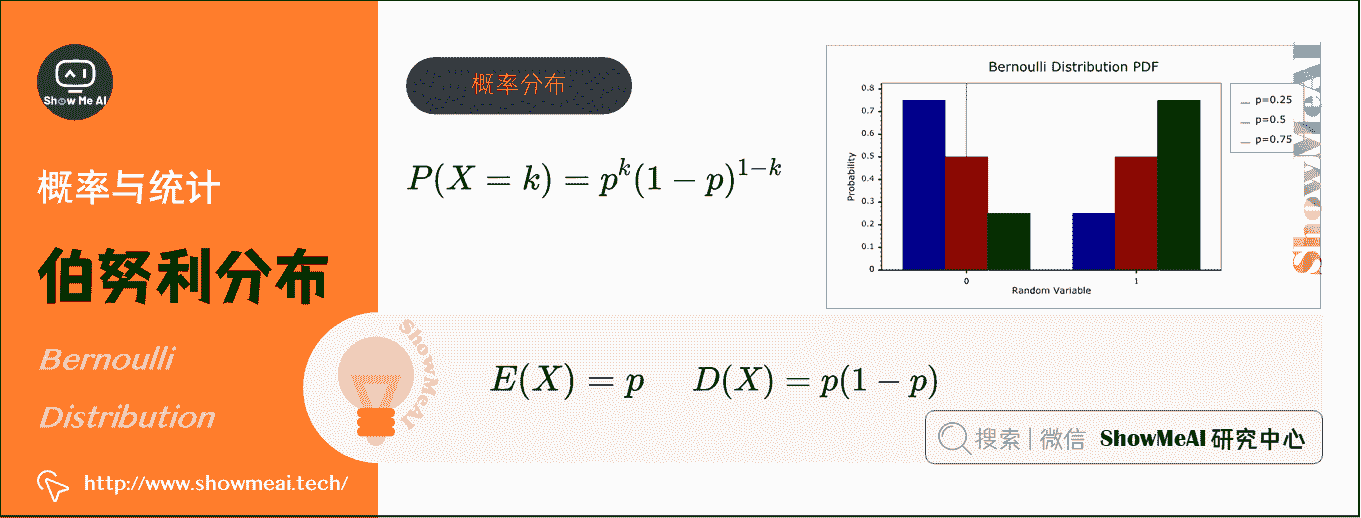 Show Me AI
概率与统计
伯努利分布
Bernoulli
Distribution
http://www.showmeai.tech/
概率分布
P(X = k) = p^k(1 − p)^{1−k}
Bernoulli Distribution PDF
Probability
0.8
0.7
0.6
0.5
0.4
0.3
0.2
0.1
0
0 1
Random Variable
p=0.25
p=0.5
p=0.75
ShowMeAI
ShowMeAI
E(X) = p D(X) = p(1 − p)
搜索 | 微信 ShowMeAI 研究中心